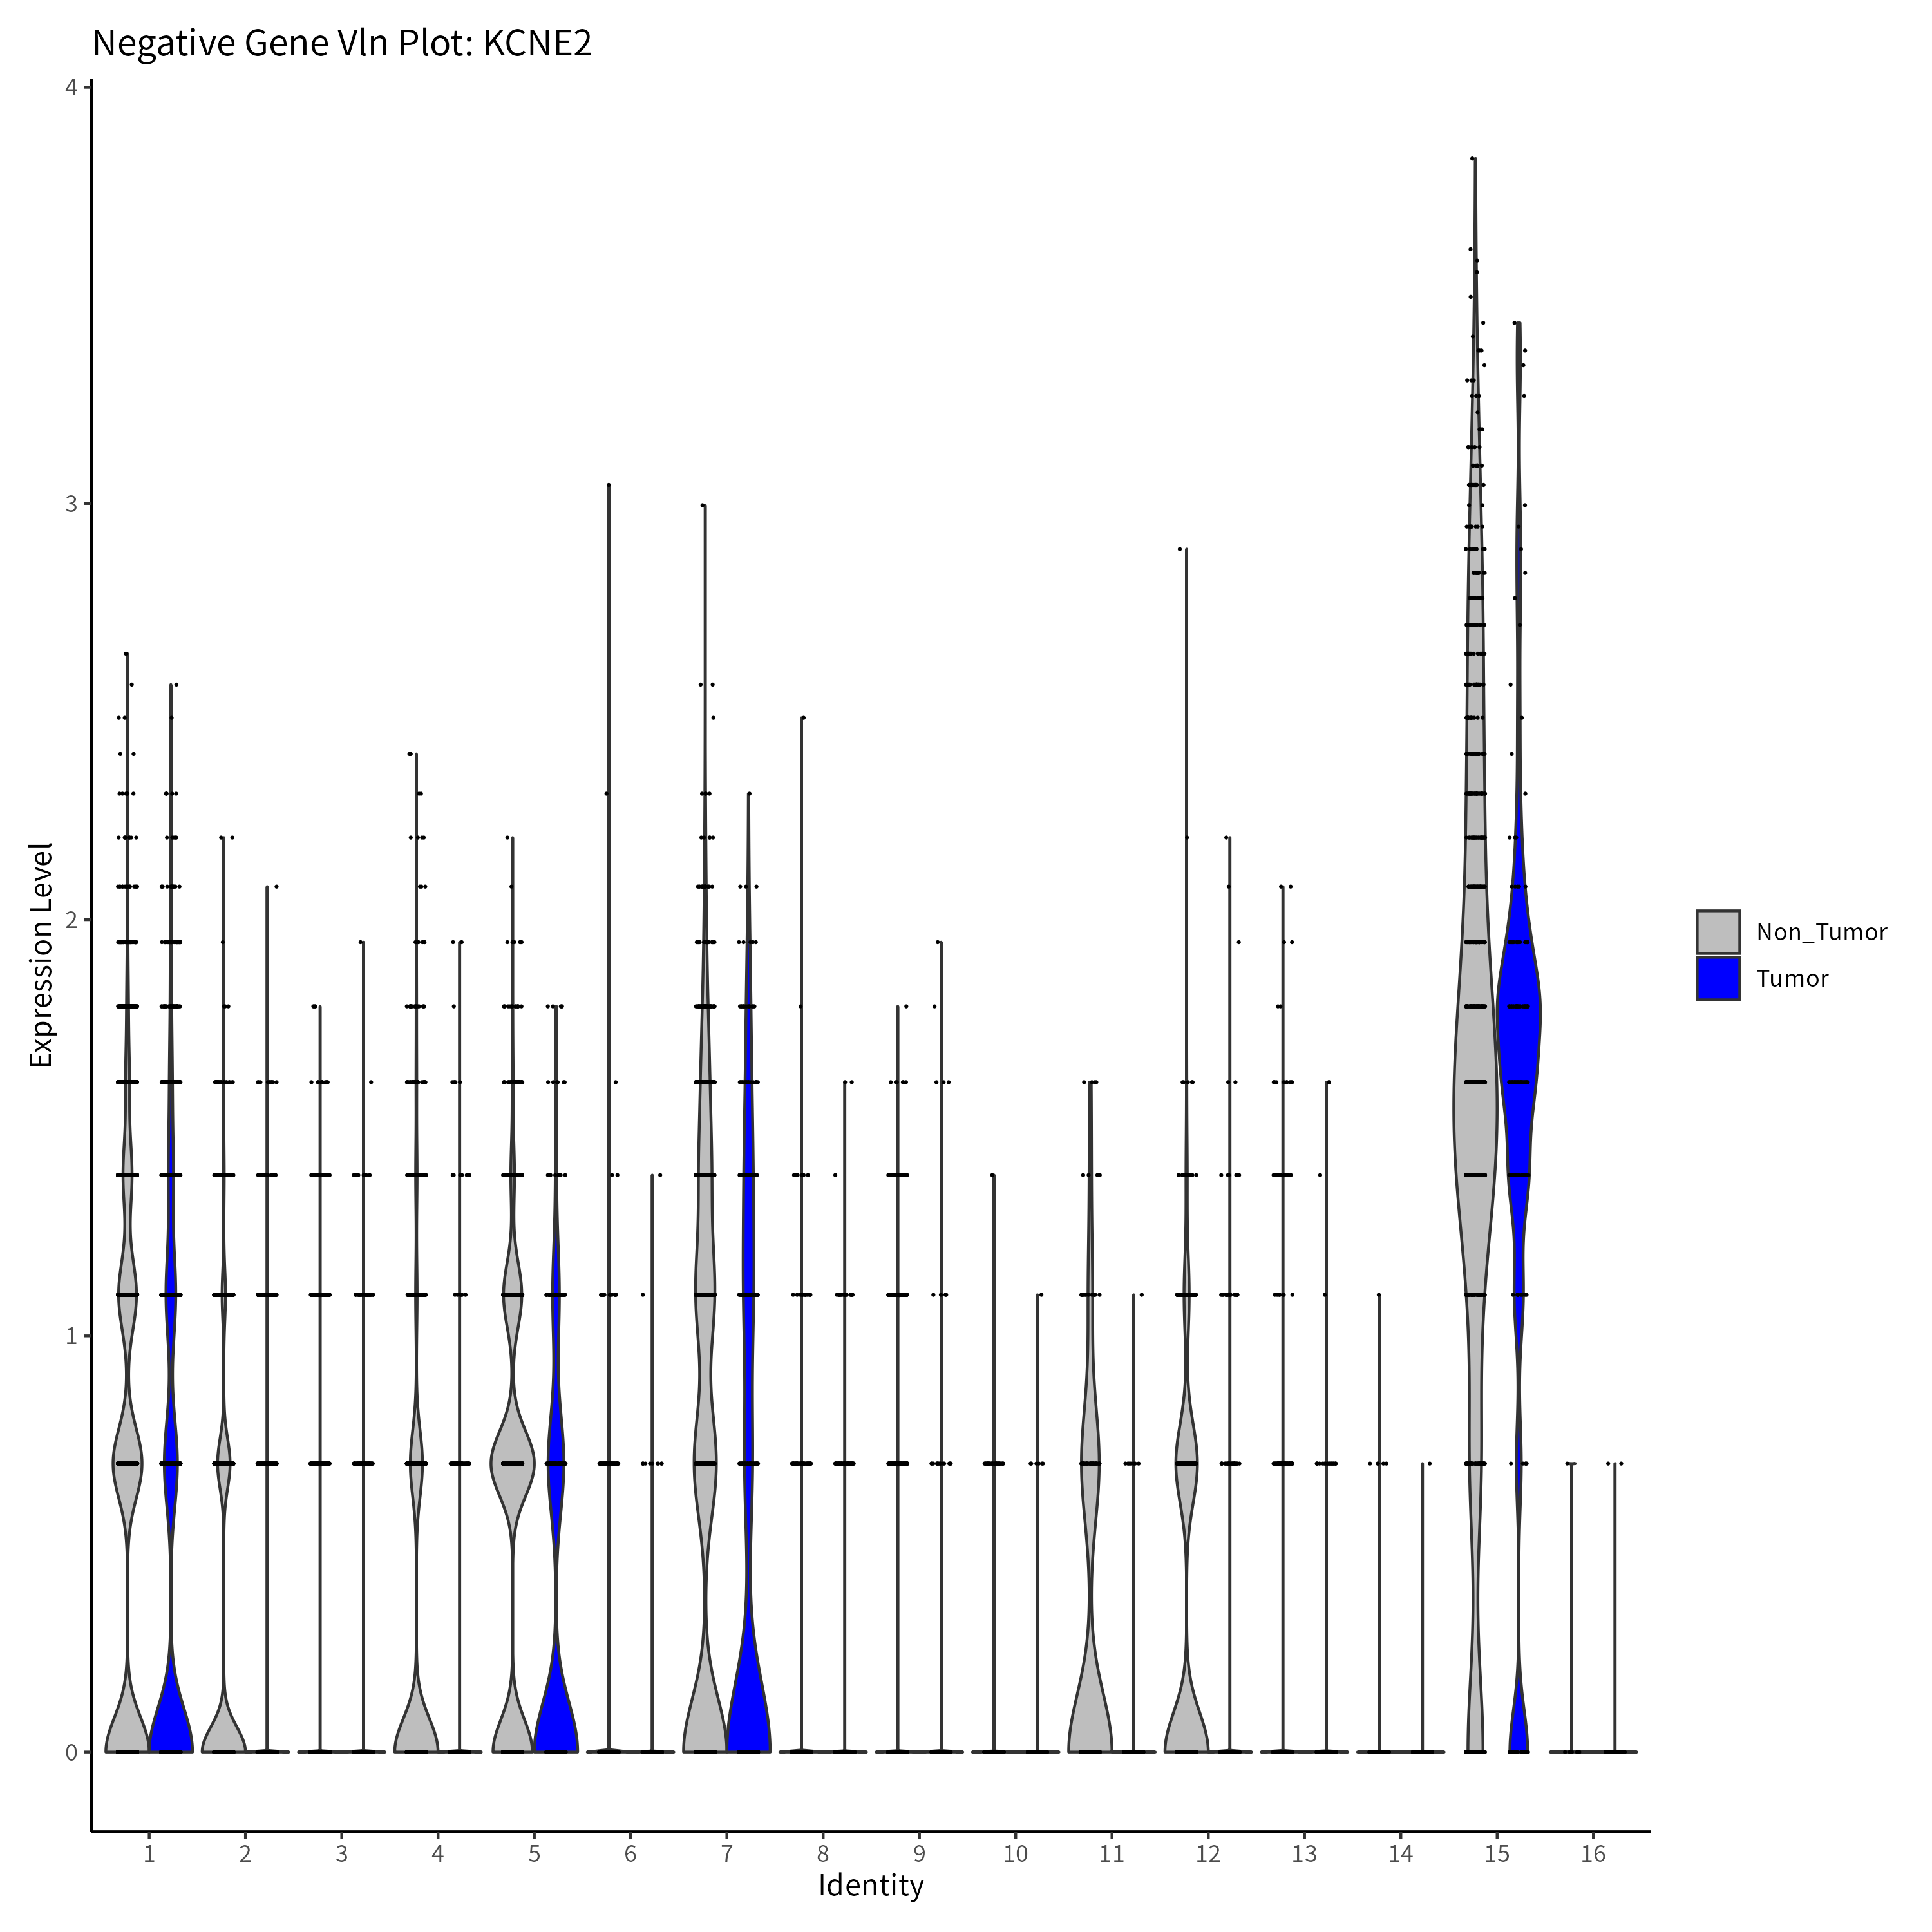 Negative Gene Vln Plot: KCNE2
4
3
2
1
0
Expression Level
1 2 3 4 5 6 7 8 9 10 11 12 13 14 15 16
Identity
Non_Tumor
Tumor